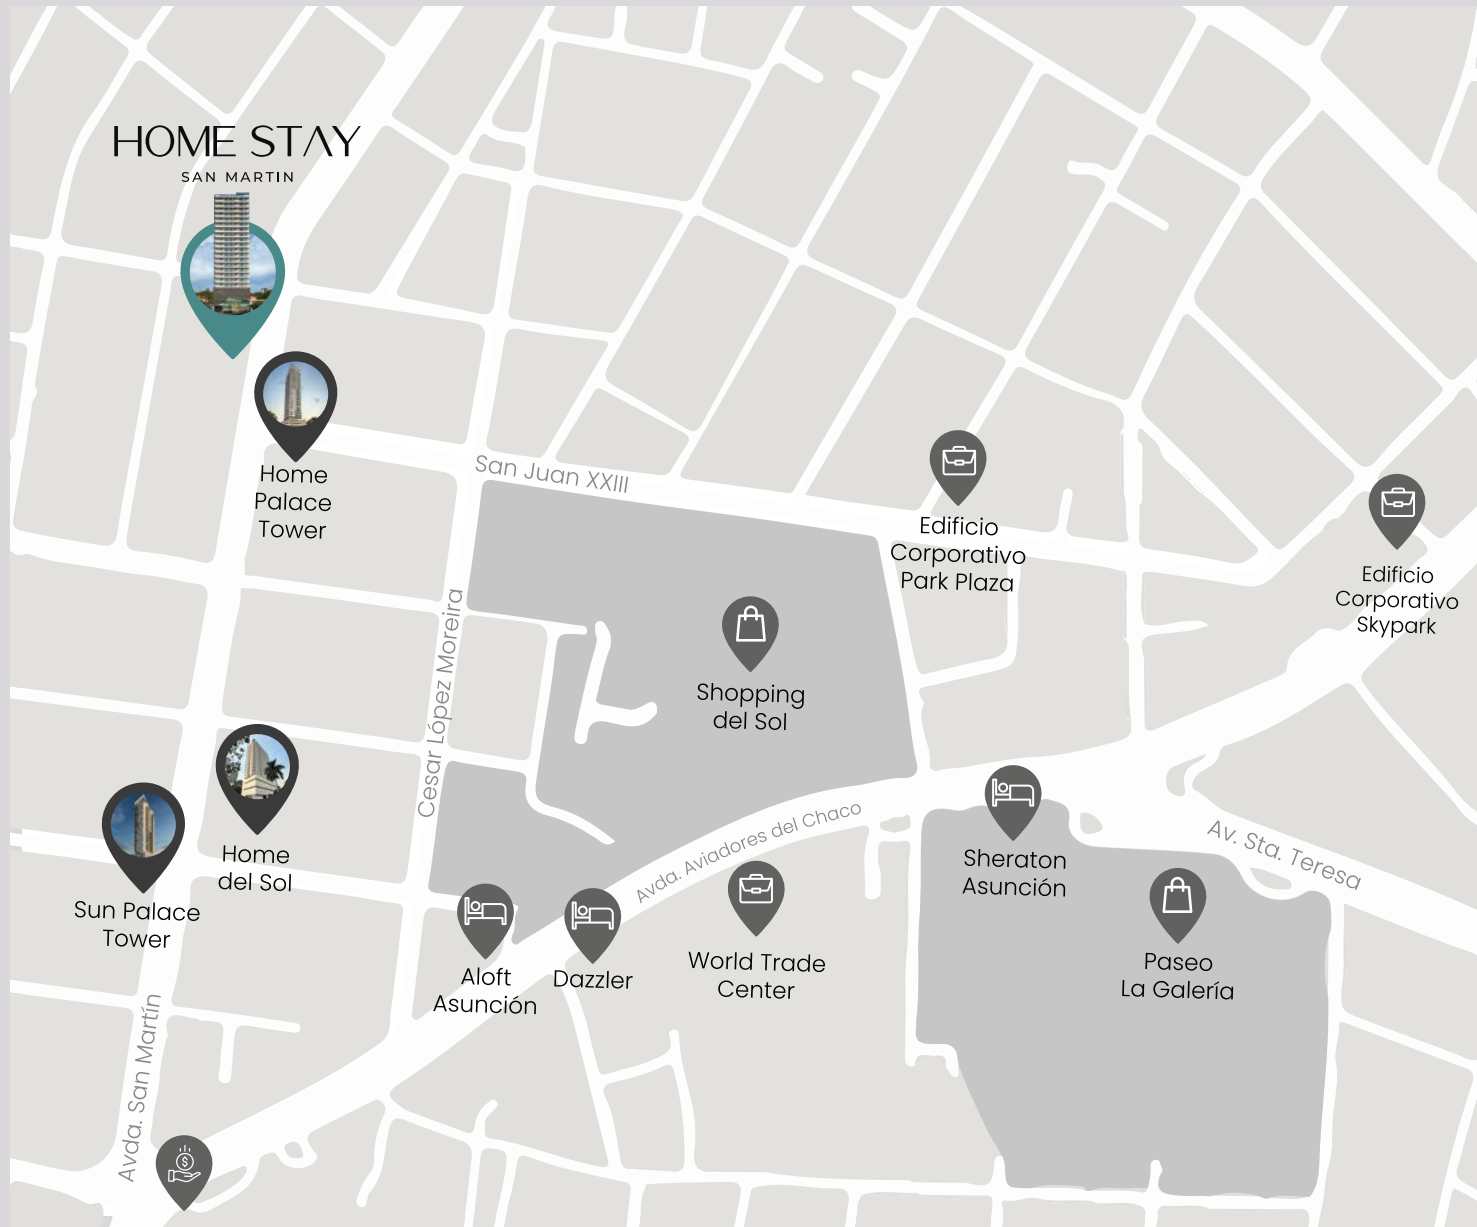 HOME STAY
SAN MARTIN
Home
Palace
Tower
San Juan XXIII
Edificio
Corporativo
Park Plaza
Edificio
Corporativo
Skypark
Cesar López Moreira
Shopping
del Sol
Avda. Aviadores del Chaco
Av. Sta. Teresa
Home
del Sol
Sun Palace
Tower
Sheraton
Asunción
Aloft
Asunción
Dazzler
World Trade
Center
Paseo
La Galería
Avda. San Martín
$